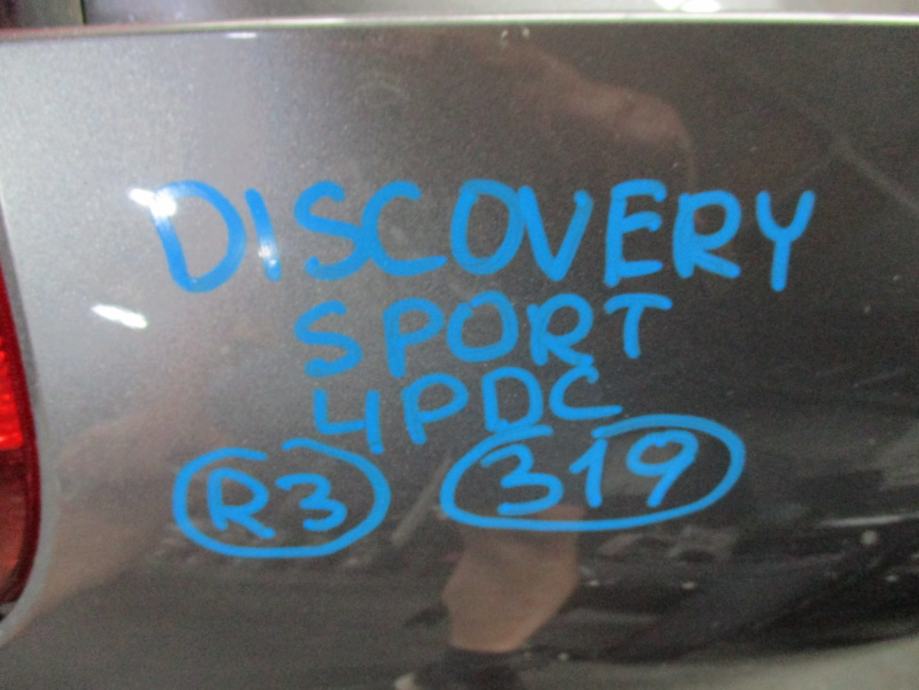 DISCOVERY
SPORT
4PDC
R3 319